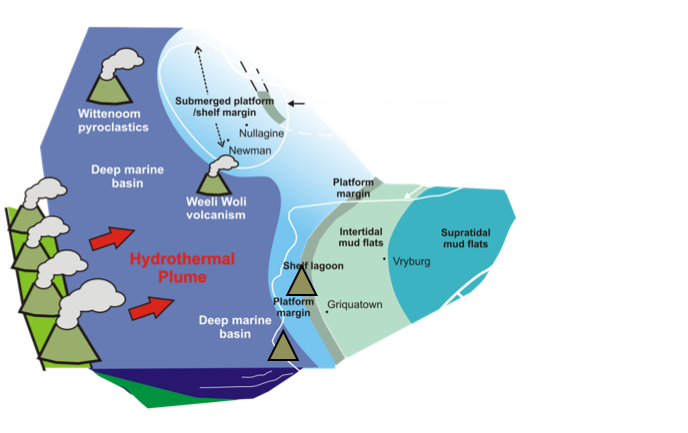 Wittenoom
pyroclastics
Submerged platform
/shelf margin
Nullagine
Newman
Deep marine
basin
Weeli Woli
volcanism
Platform
margin
Intertidal
mud flats
Supratidal
mud flats
Hydrothermal
Plume
Shelf lagoon
Vryburg
Platform
margin
Griquatown
Deep marine
basin